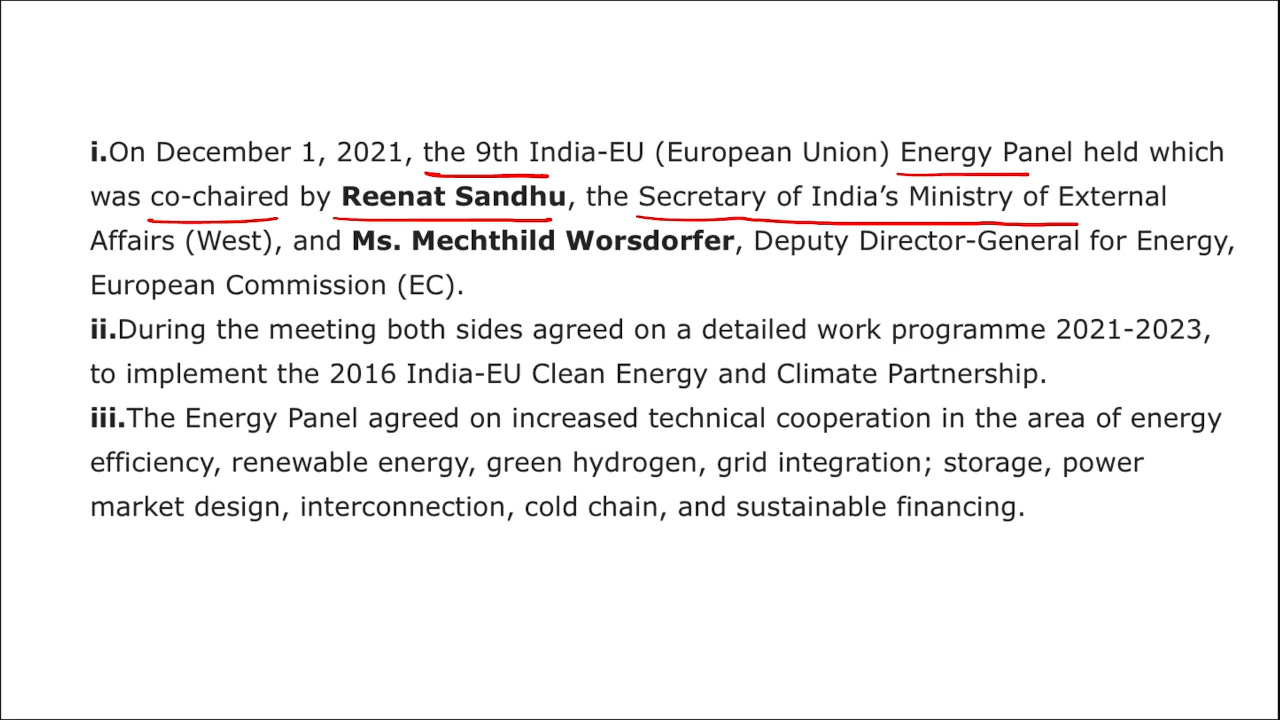 i.On December 1, 2021, the 9th India-EU (European Union) Energy Panel held which
was co-chaired by Reenat Sandhu, the Secretary of India’s Ministry of External
Affairs (West), and Ms. Mechthild Worsdorfer, Deputy Director-General for Energy,
European Commission (EC).
ii.During the meeting both sides agreed on a detailed work programme 2021-2023,
to implement the 2016 India-EU Clean Energy and Climate Partnership.
iii.The Energy Panel agreed on increased technical cooperation in the area of energy
efficiency, renewable energy, green hydrogen, grid integration; storage, power
market design, interconnection, cold chain, and sustainable financing.